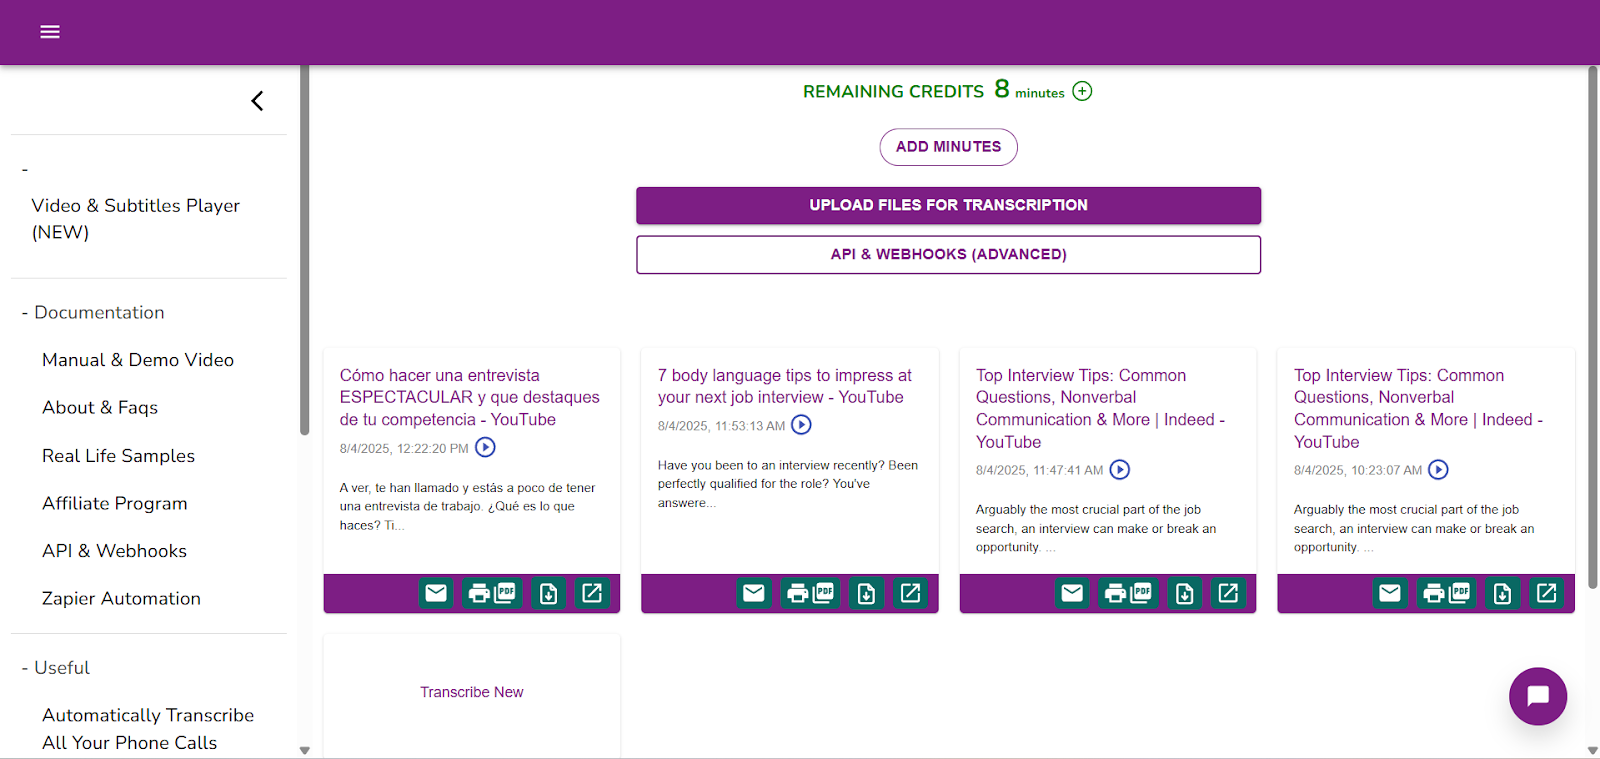 REMAINING CREDITS 8 minutes
ADD MINUTES
UPLOAD FILES FOR TRANSCRIPTION
API & WEBHOOKS (ADVANCED)
-
Video & Subtitles Player
(NEW)
- Documentation
Manual & Demo Video
About & Faqs
Real Life Samples
Affiliate Program
API & Webhooks
Zapier Automation
- Useful
Automatically Transcribe
All Your Phone Calls
Cómo hacer una entrevista
ESPECTACULAR y que destaques
de tu competencia - YouTube
8/4/2025, 12:22:20 PM
A ver, te han llamado y estás a poco de tener
una entrevista de trabajo. ¿Qué es lo que
haces? Ti...
PDF
7 body language tips to impress at
your next job interview - YouTube
8/4/2025, 11:53:13 AM
Have you been to an interview recently? Been
perfectly qualified for the role? You've
answere...
PDF
Top Interview Tips: Common
Questions, Nonverbal
Communication & More | Indeed -
YouTube
8/4/2025, 11:47:41 AM
Arguably the most crucial part of the job
search, an interview can make or break an
opportunity. ...
PDF
Top Interview Tips: Common
Questions, Nonverbal
Communication & More | Indeed -
YouTube
8/4/2025, 10:23:07 AM
Arguably the most crucial part of the job
search, an interview can make or break an
opportunity. ...
PDF
Transcribe New